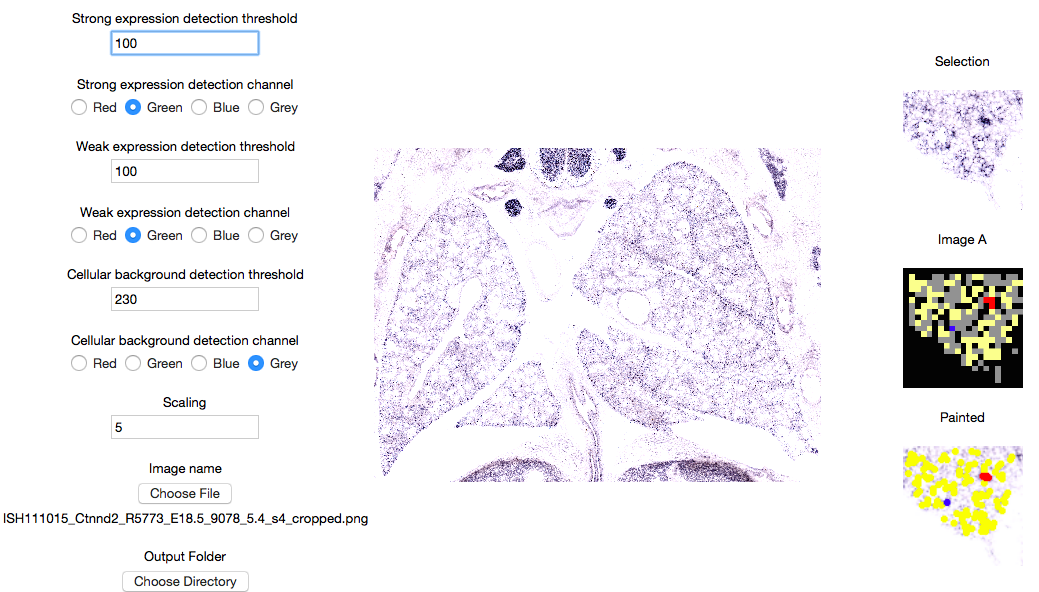 Strong expression detection threshold
100
Strong expression detection channel
Red Green Blue Grey
Weak expression detection threshold
100
Weak expression detection channel
Red Green Blue Grey
Cellular background detection threshold
230
Cellular background detection channel
Red Green Blue Grey
Scaling
5
Image name
Choose File
ISH111015_Ctnnd2_R5773_E18.5_9078_5.4_s4_cropped.png
Output Folder
Choose Directory
Selection
Image A
Painted